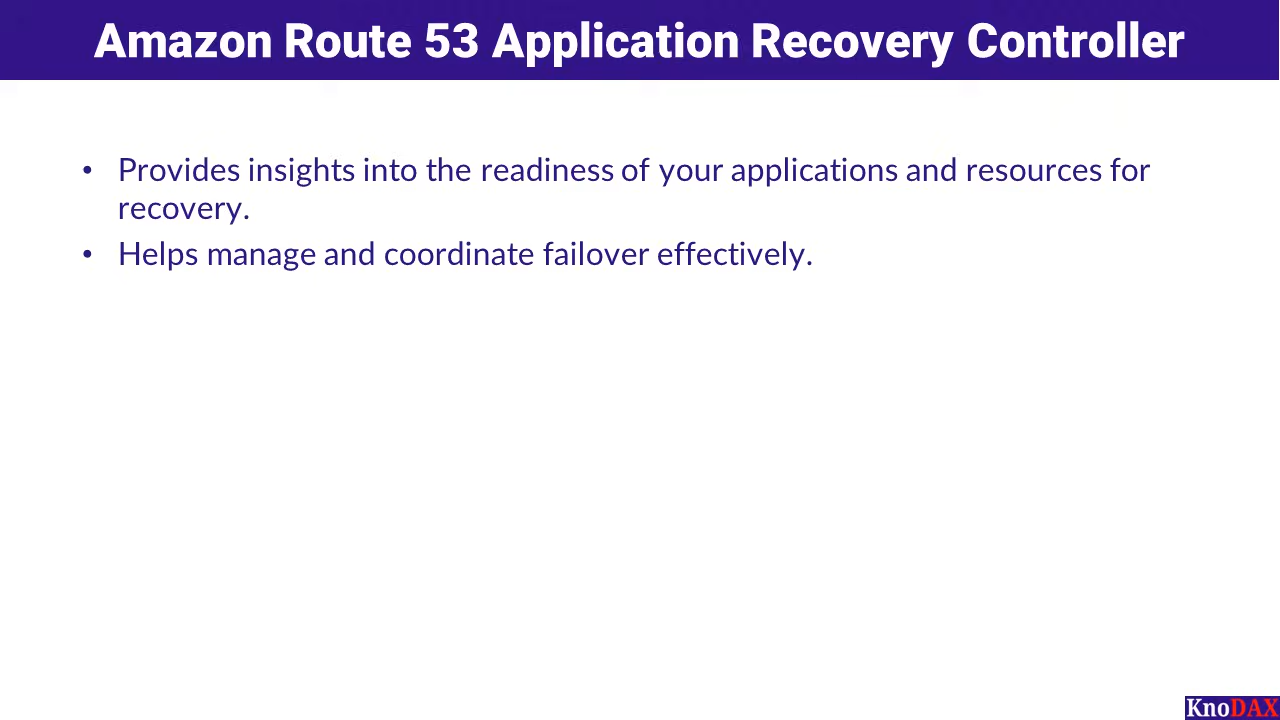 Amazon Route 53 Application Recovery Controller
• Provides insights into the readiness of your applications and resources for
recovery.
• Helps manage and coordinate failover effectively.
KnoDAX